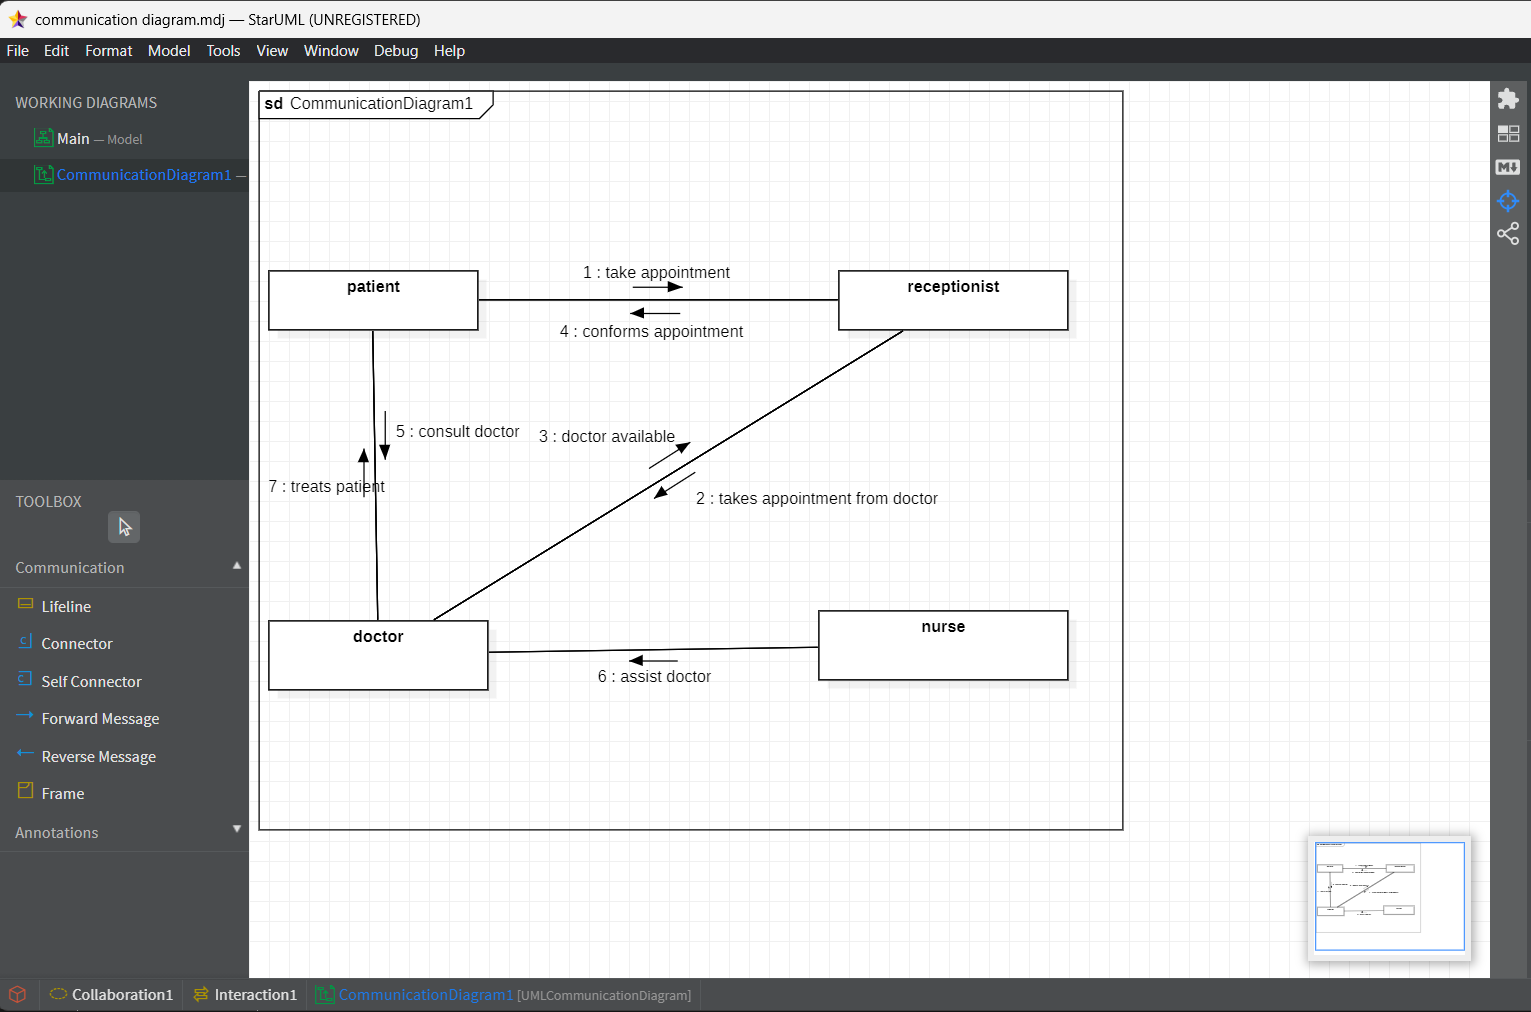 communication diagram.mdj — StarUML (UNREGISTERED)
File Edit Format Model Tools View Window Debug Help
WORKING DIAGRAMS
Main — Model
CommunicationDiagram1 —
sd CommunicationDiagram1
patient
1 : take appointment
receptionist
4 : conforms appointment
5 : consult doctor
3 : doctor available
7 : treats patient
2 : takes appointment from doctor
doctor
nurse
6 : assist doctor
TOOLBOX
Communication
Lifeline
Connector
Self Connector
Forward Message
Reverse Message
Frame
Annotations
Collaboration1 Interaction1 CommunicationDiagram1 [UMLCommunicationDiagram]